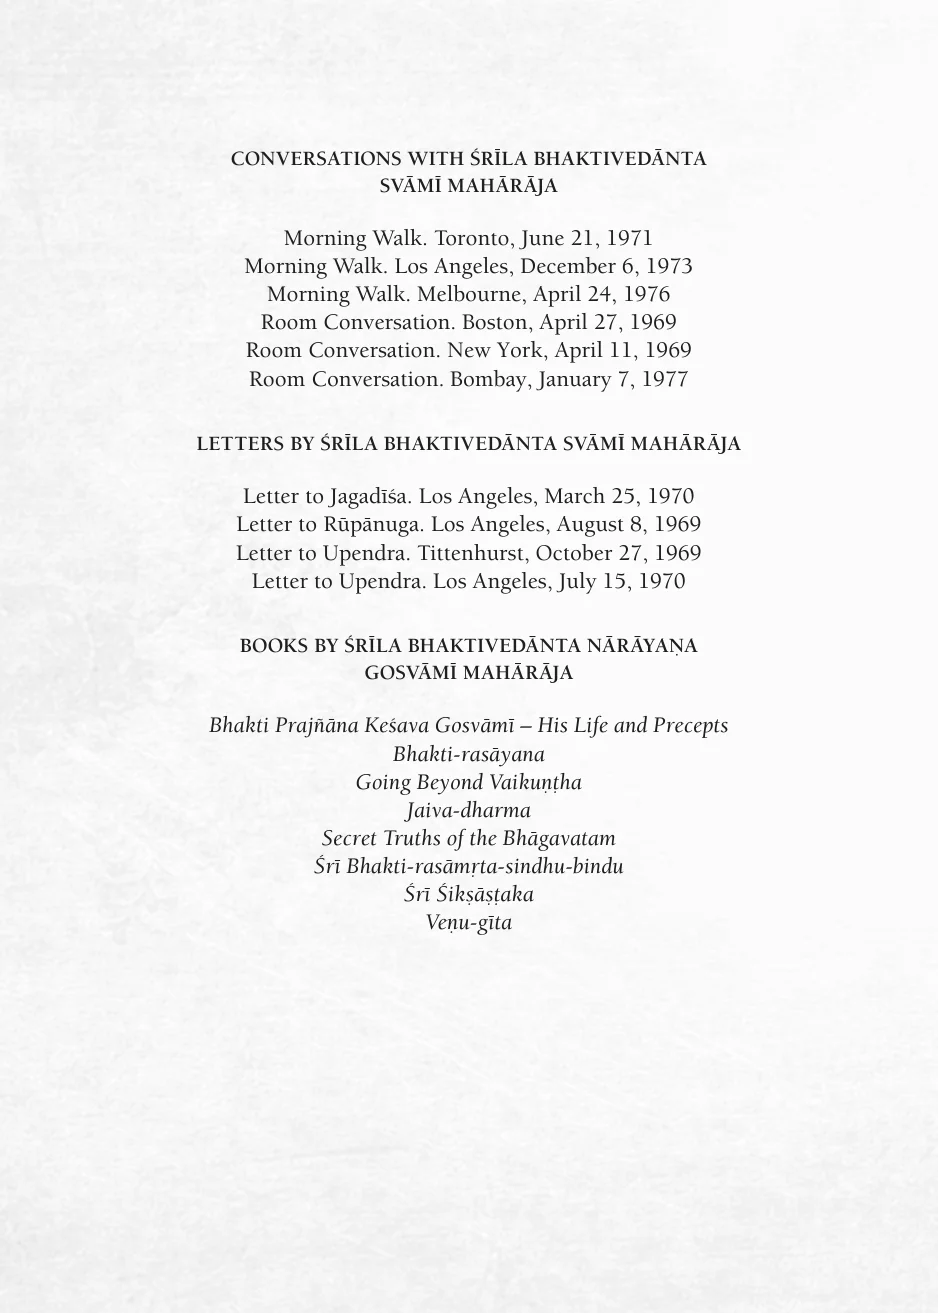 CONVERSATIONS WITH ŚRĪLA BHAKTIVEDĀNTA
SVĀMĪ MAHĀRĀJA
Morning Walk. Toronto, June 21, 1971
Morning Walk. Los Angeles, December 6, 1973
Morning Walk. Melbourne, April 24, 1976
Room Conversation. Boston, April 27, 1969
Room Conversation. New York, April 11, 1969
Room Conversation. Bombay, January 7, 1977
LETTERS BY ŚRĪLA BHAKTIVEDĀNTA SVĀMĪ MAHĀRĀJA
Letter to Jagadīśa. Los Angeles, March 25, 1970
Letter to Rūpānuga. Los Angeles, August 8, 1969
Letter to Upendra. Tittenhurst, October 27, 1969
Letter to Upendra. Los Angeles, July 15, 1970
BOOKS BY ŚRĪLA BHAKTIVEDĀNTA NĀRĀYAṆA
GOSVĀMĪ MAHĀRĀJA
Bhakti Prajñāna Keśava Gosvāmī – His Life and Precepts
Bhakti-rasāyana
Going Beyond Vaikuṇṭha
Jaiva-dharma
Secret Truths of the Bhāgavatam
Śrī Bhakti-rasāmṛta-sindhu-bindu
Śrī Śikṣāṣṭaka
Veṇu-gīta